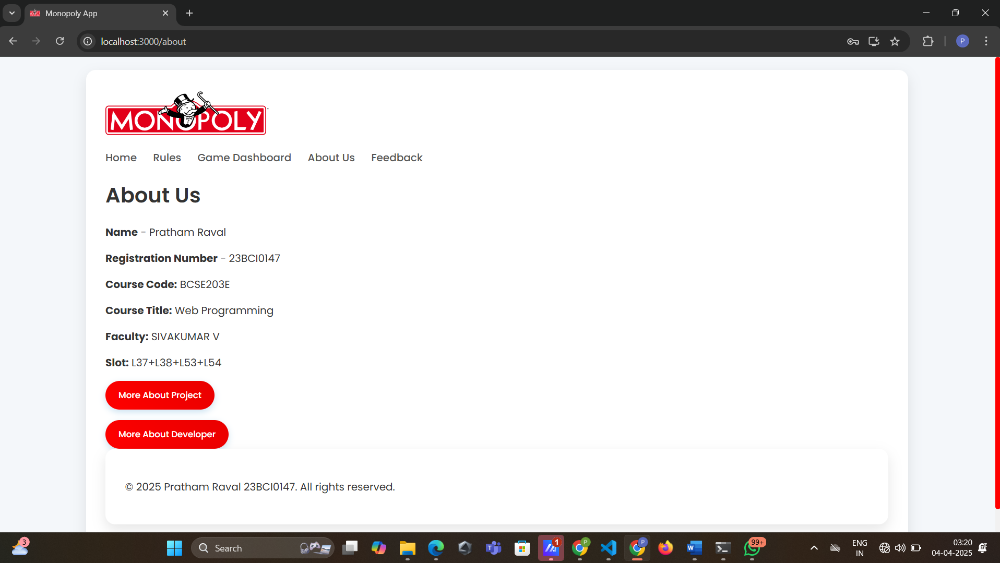 Monopoly App
localhost:3000/about
P
MONOPOLY
Home Rules Game Dashboard About Us Feedback
About Us
Name - Pratham Raval
Registration Number - 23BCI0147
Course Code: BCSE203E
Course Title: Web Programming
Faculty: SIVAKUMAR V
Slot: L37+L38+L53+L54
More About Project
More About Developer
© 2025 Pratham Raval 23BCI0147. All rights reserved.
3
Search
T
1
P
P
W
99+
ENG
IN
03:20
04-04-2025